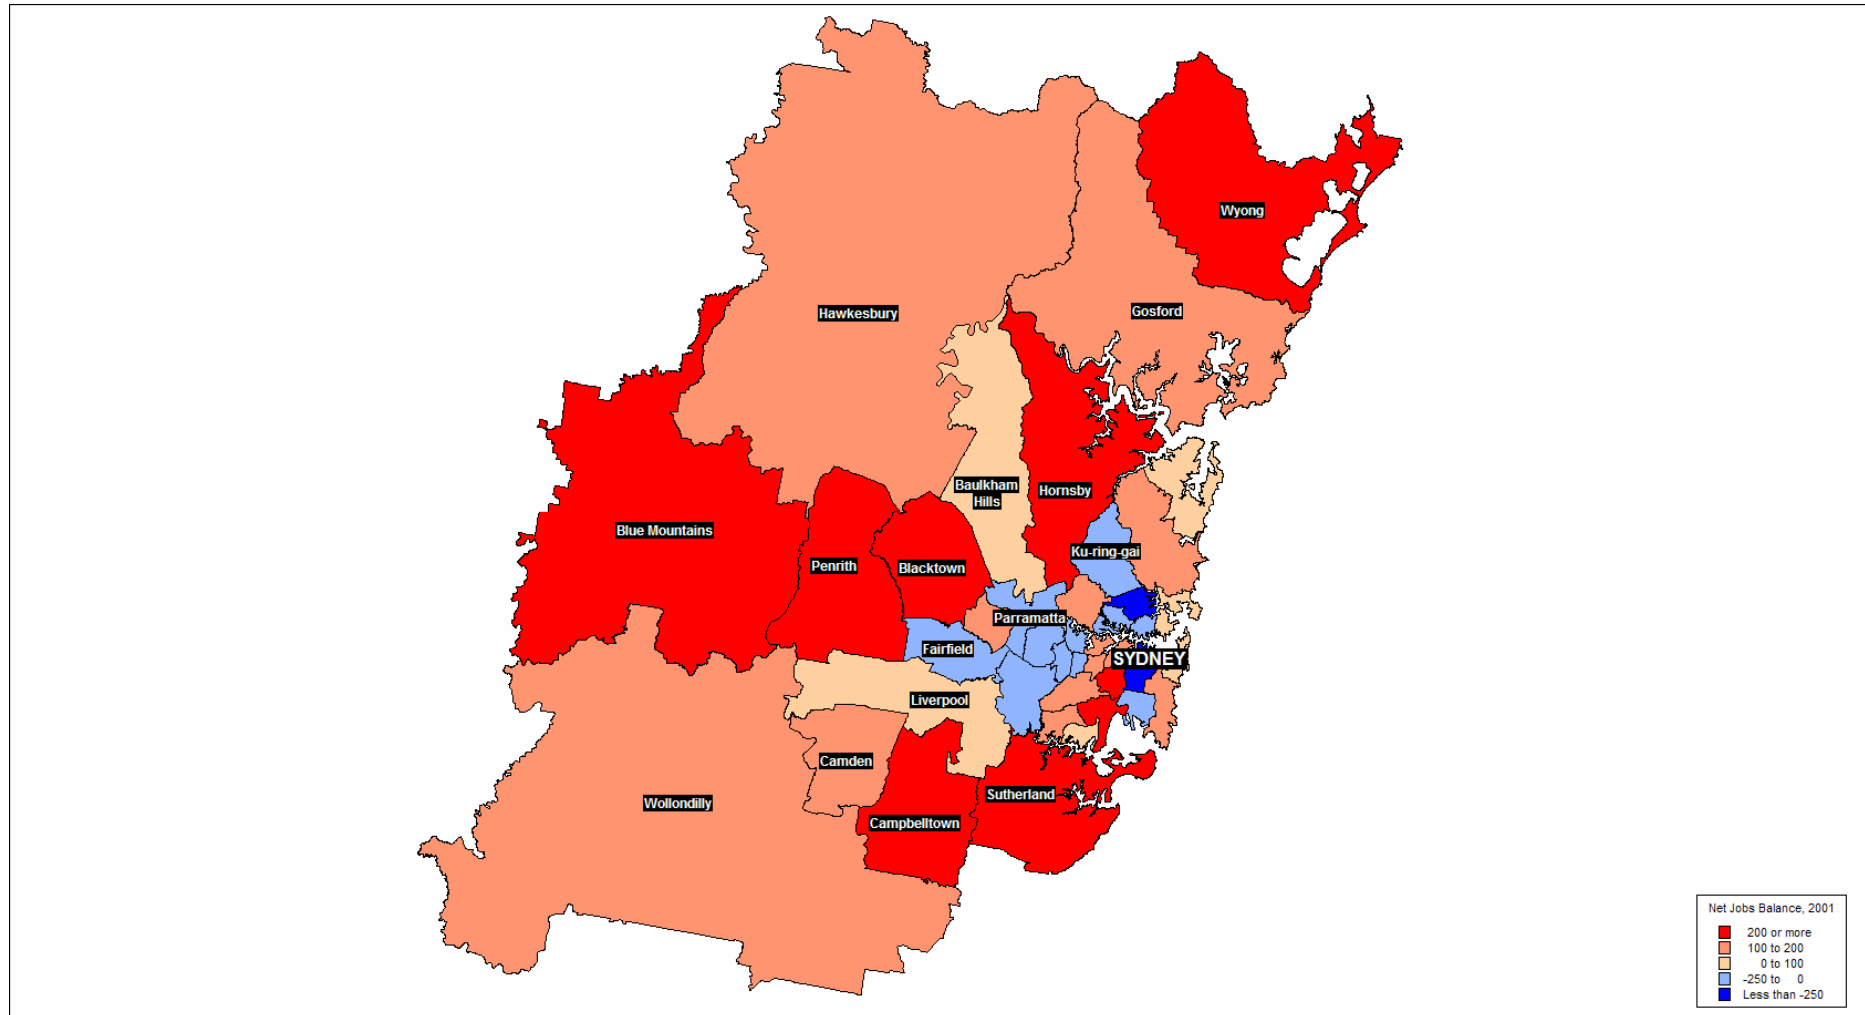 Wyong
Hawkesbury
Gosford
Baulkham
Hills
Hornsby
Blue Mountains
Ku-ring-gai
Penrith
Blacktown
Parramatta
Fairfield
SYDNEY
Liverpool
Camden
Sutherland
Wollondilly
Campbelltown
Net Jobs Balance, 2001
200 or more
100 to 200
0 to 100
-250 to 0
Less than -250